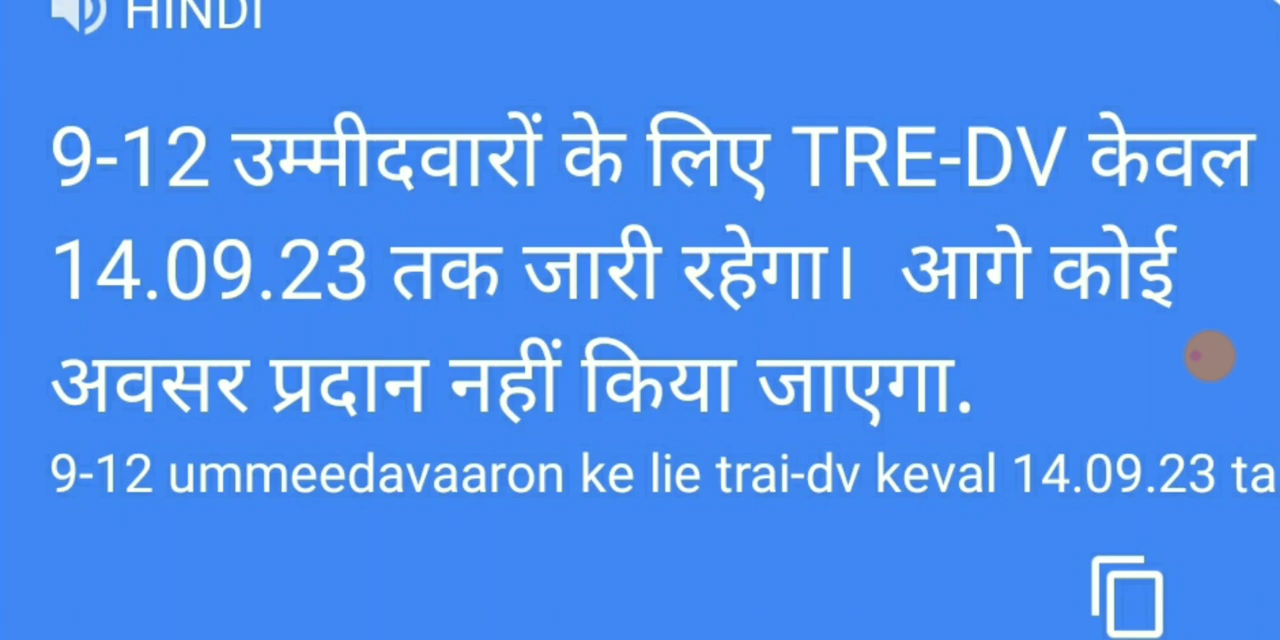 HINDI
9-12 उम्मीदवारों के लिए TRE-DV केवल
14.09.23 तक जारी रहेगा। आगे कोई
अवसर प्रदान नहीं किया जाएगा.
9-12 ummeedavaaron ke lie trai-dv keval 14.09.23 ta